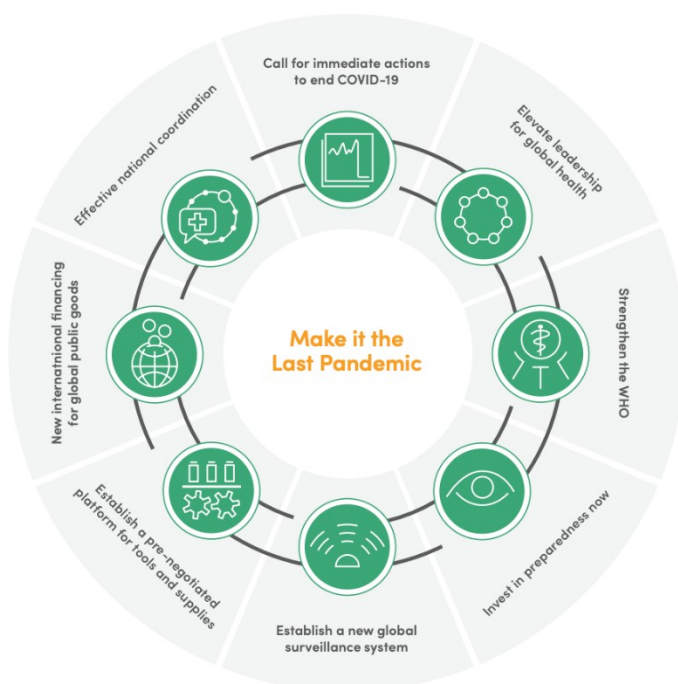 Call for immediate actions
to end COVID-19
Elevate leadership
for global health
Strengthen the WHO
Invest in preparedness now
Establish a new global
surveillance system
Establish a pre-negotiated
platform for tools and supplies
New internatnional financing
for global public goods
Effective national coordination
Make it the
Last Pandemic